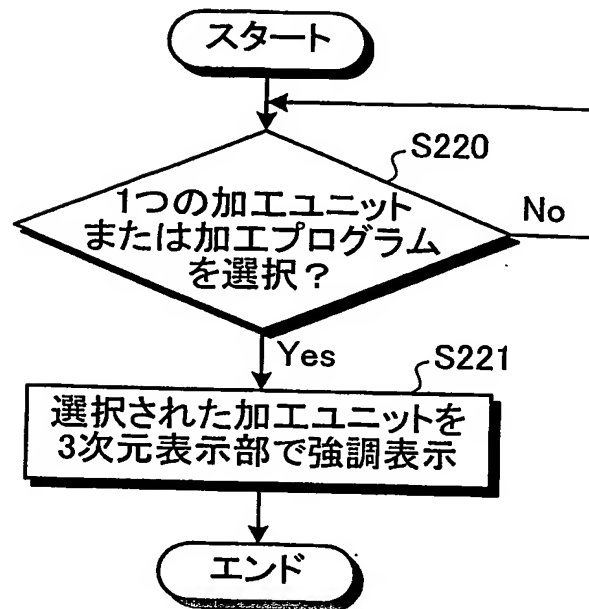 スタート
S220
1つの加工ユニット
または加工プログラム
を選択?
No
Yes
S221
選択された加工ユニットを
3次元表示部で強調表示
エンド